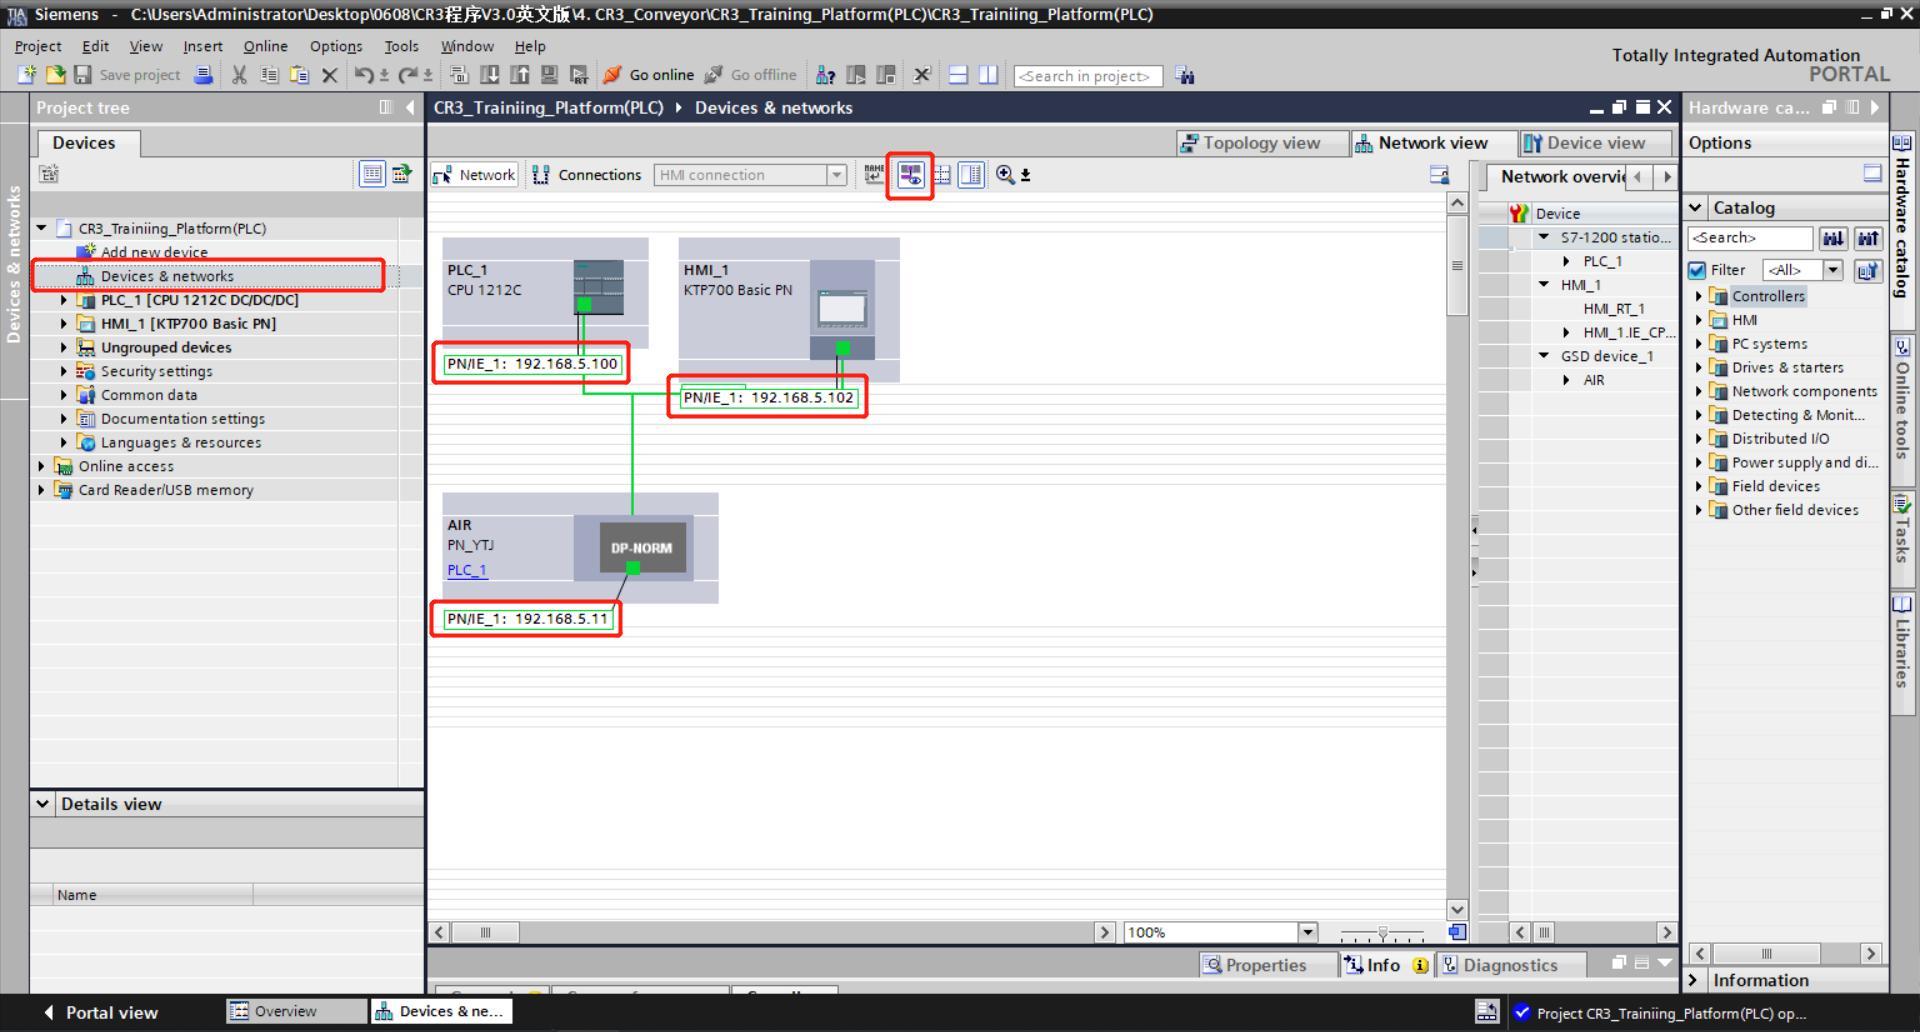 Siemens - C:\Users\Administrator\Desktop\0608\CR3程序V3.0英文版\4. CR3_Conveyor\CR3_Training_Platform(PLC)\CR3_Trainiing_Platform(PLC)
Project Edit View Insert Online Options Tools Window Help
Totally Integrated Automation
PORTAL
Save project
Go online
Go offline
<Search in project>
Project tree
CR3_Trainiing_Platform(PLC) Devices & networks
Hardware ca...
Devices
Topology view
Network view
Device view
Options
Network
Connections
HMI connection
NAME
Network overvie
Device
S7-1200 statio...
PLC_1
HMI_1
HMI_RT_1
HMI_1.IE_CP...
GSD device_1
AIR
Catalog
<Search>
Filter
<All>
Controllers
HMI
PC systems
Drives & starters
Network components
Detecting & Monit...
Distributed I/O
Power supply and di...
Field devices
Other field devices
Information
Hardware catalog
Online tools
Tasks
Libraries
Devices & networks
CR3_Trainiing_Platform(PLC)
Add new device
Devices & networks
PLC_1 [CPU 1212C DC/DC/DC]
HMI_1 [KTP700 Basic PN]
Ungrouped devices
Security settings
Common data
Documentation settings
Languages & resources
Online access
Card Reader/USB memory
Details view
Name
PLC_1
CPU 1212C
HMI_1
KTP700 Basic PN
PN/IE_1: 192.168.5.100
PN/IE_1: 192.168.5.102
AIR
PN_YTJ
PLC_1
DP-NORM
PN/IE_1: 192.168.5.11
100%
Properties
Info
Diagnostics
Portal view
Overview
Devices & ne...
Project CR3_Trainiing_Platform(PLC) op...